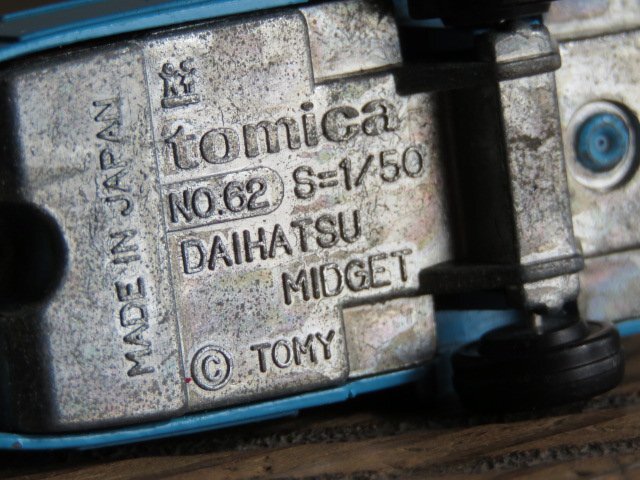 tomica
NO.62 S=1/50
DAIHATSU
MIDGET
© TOMY
MADE IN JAPAN